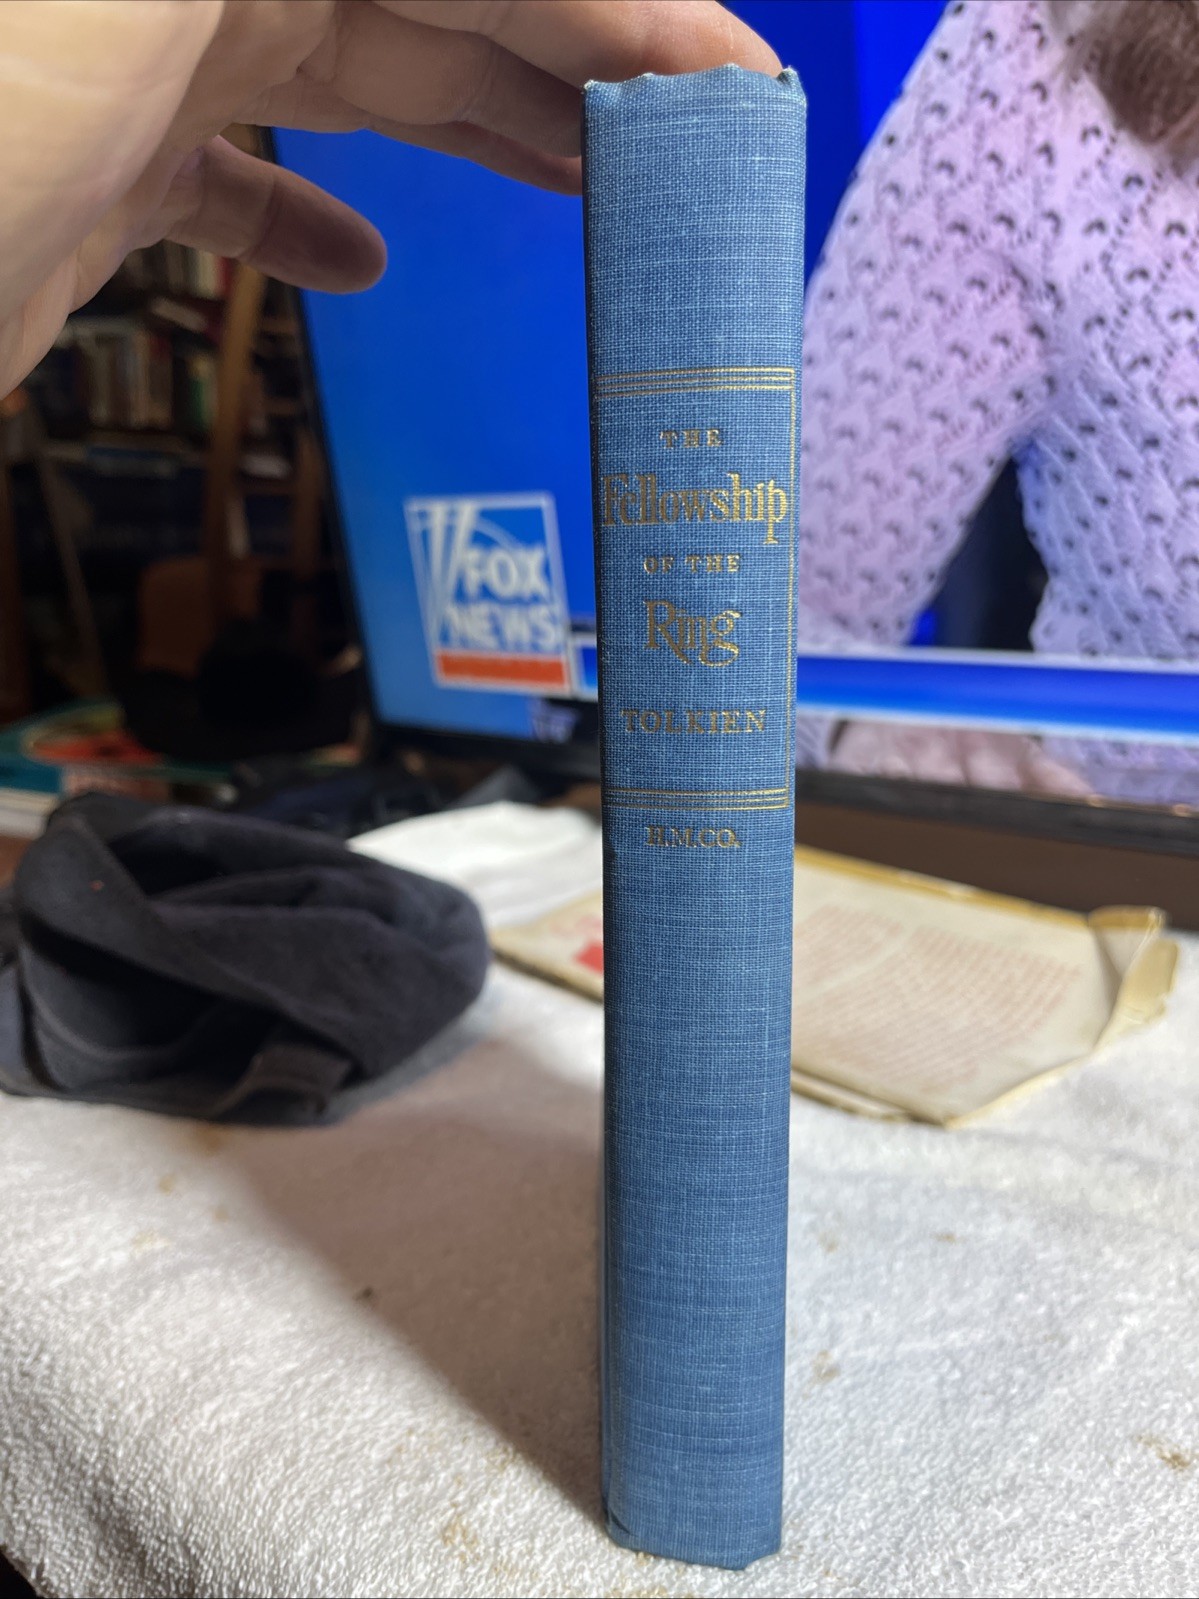 THE
Fellowship
OF THE
Ring
TOLKIEN
H.M.CO.
FOX
NEWS